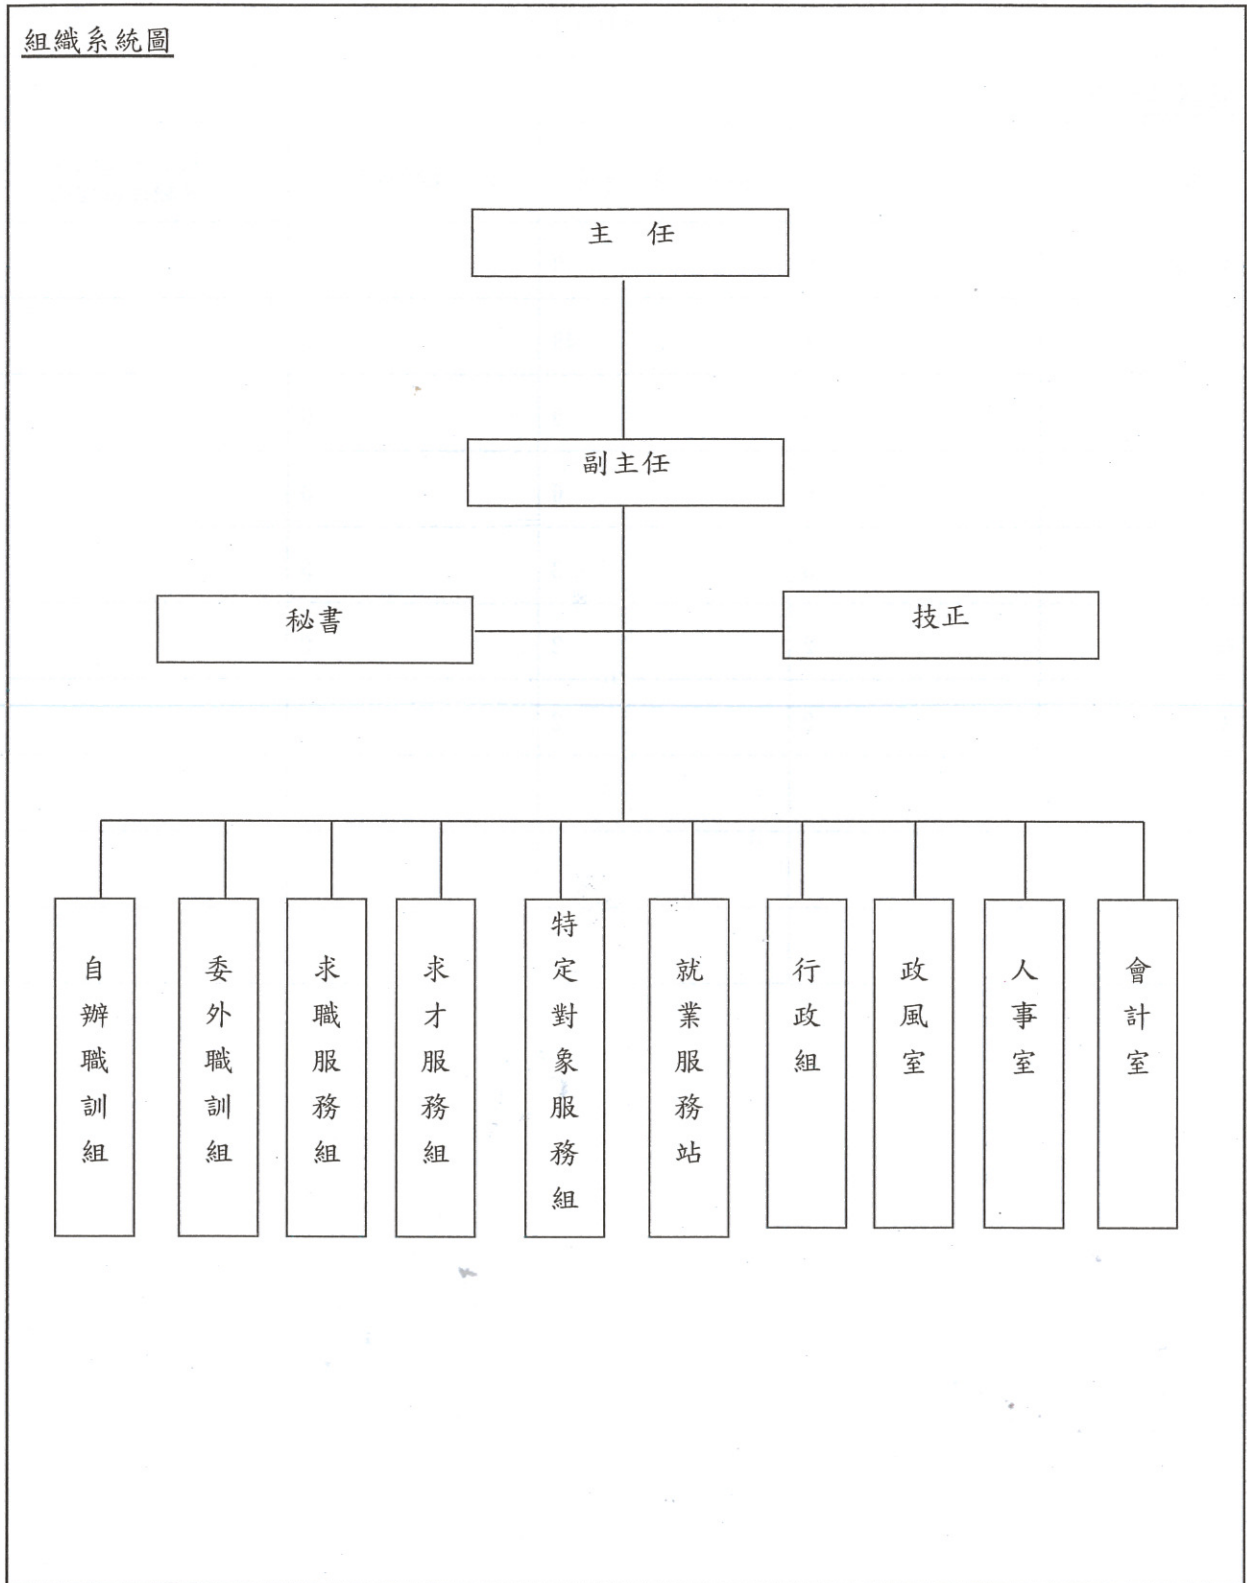 組織系統圖
主 任
副主任
秘書
技正
自辦職訓組
委外職訓組
求職服務組
求才服務組
特定對象服務組
就業服務站
行政組
政風室
人事室
會計室